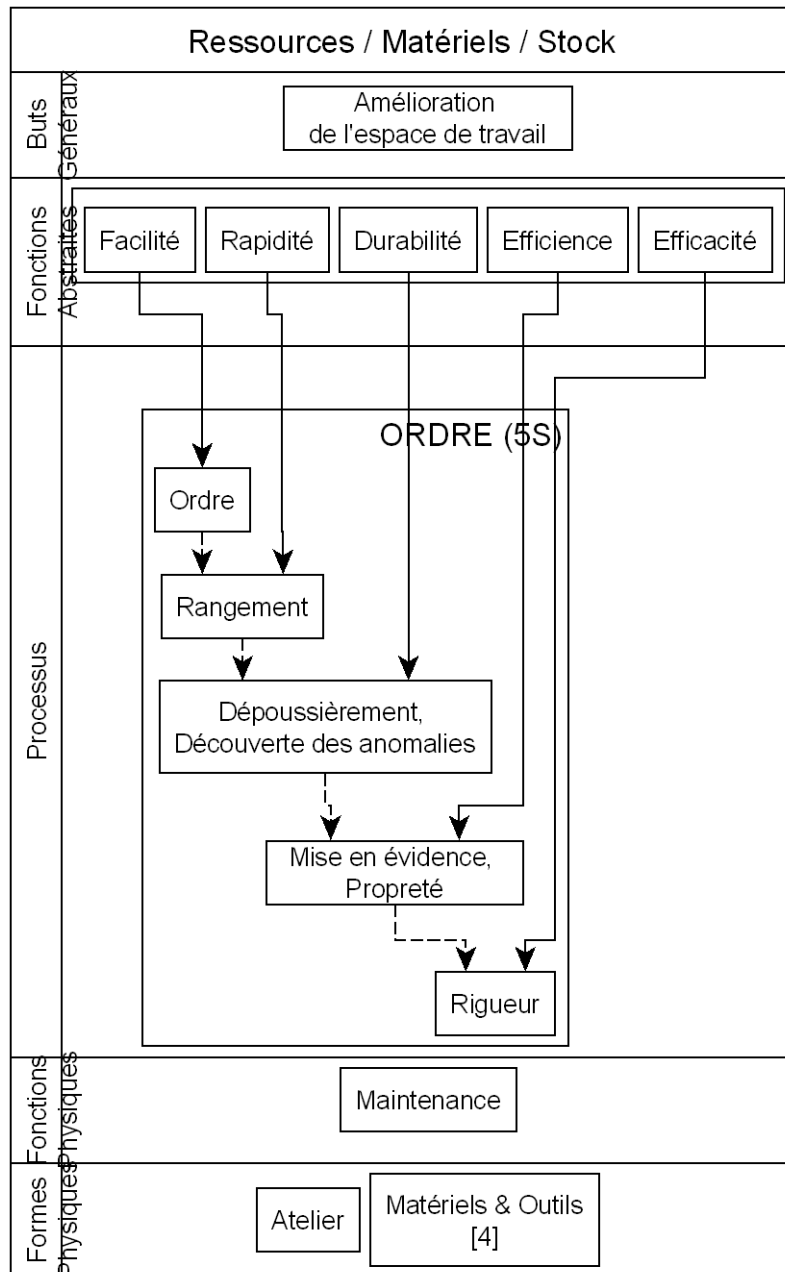 Ressources / Matériels / Stock
Buts
Généraux
Amélioration
de l'espace de travail
Fonctions
Abstraites
Facilité
Rapidité
Durabilité
Efficience
Efficacité
Processus
ORDRE (5S)
Ordre
Rangement
Dépoussièrement,
Découverte des anomalies
Mise en évidence,
Propreté
Rigueur
Fonctions
Physiques
Maintenance
Formes
Physiques
Atelier
Matériels & Outils
[4]